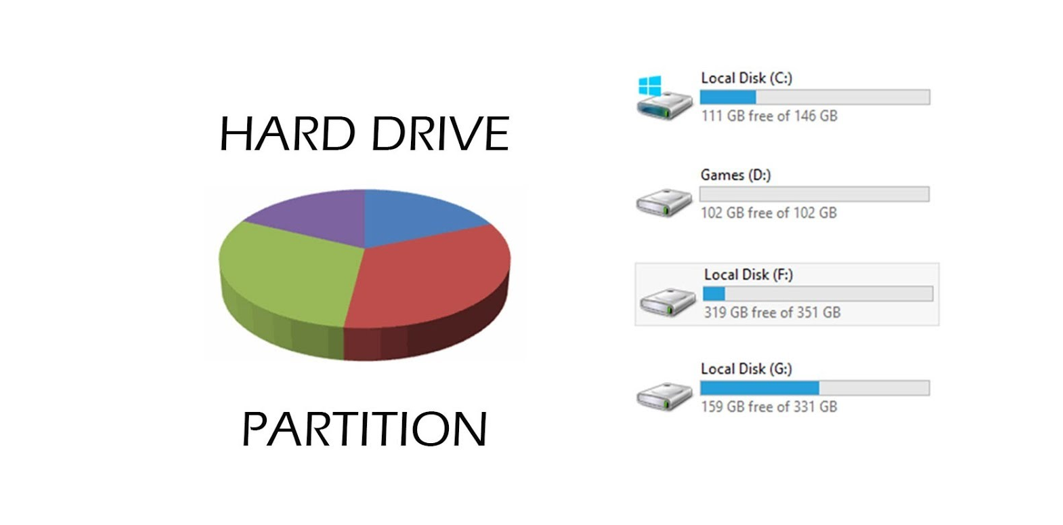 HARD DRIVE
PARTITION
Local Disk (C:)
111 GB free of 146 GB
Games (D:)
102 GB free of 102 GB
Local Disk (F:)
319 GB free of 351 GB
Local Disk (G:)
159 GB free of 331 GB